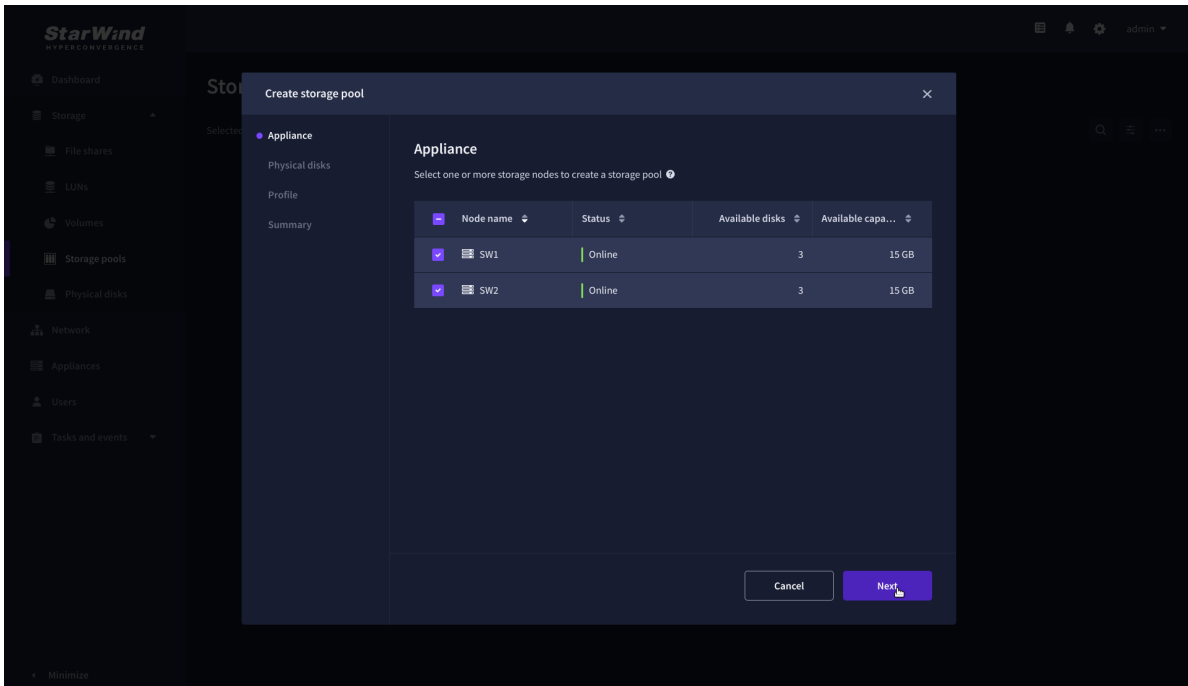 StarWind
HYPERCONVERGENCE
admin
Dashboard
Storage
File shares
LUNs
Volumes
Storage pools
Physical disks
Network
Appliances
Users
Tasks and events
Minimize
Stor
Selected
Create storage pool
Appliance
Physical disks
Profile
Summary
Appliance
Select one or more storage nodes to create a storage pool ?
Node name Status Available disks Available capa...
SW1 Online 3 15 GB
SW2 Online 3 15 GB
Cancel Next